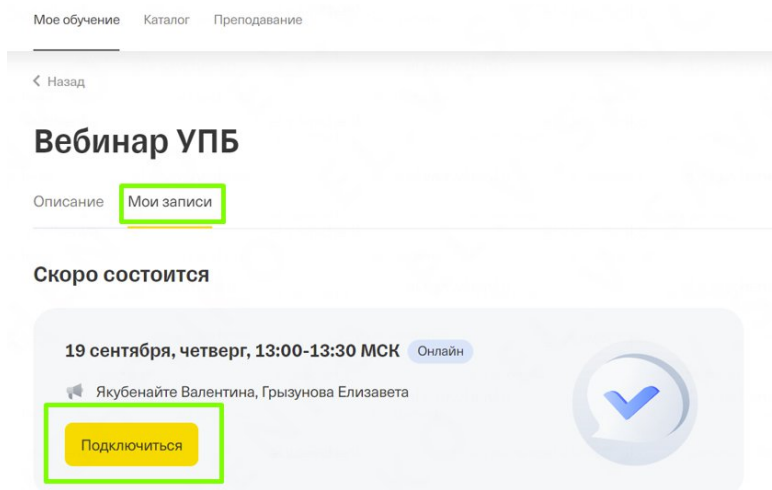 Мое обучение Каталог Преподавание
Назад
Вебинар УПБ
Описание Мои записи
Скоро состоится
19 сентября, четверг, 13:00-13:30 МСК Онлайн
Якубенайте Валентина, Грызунова Елизавета
Подключиться